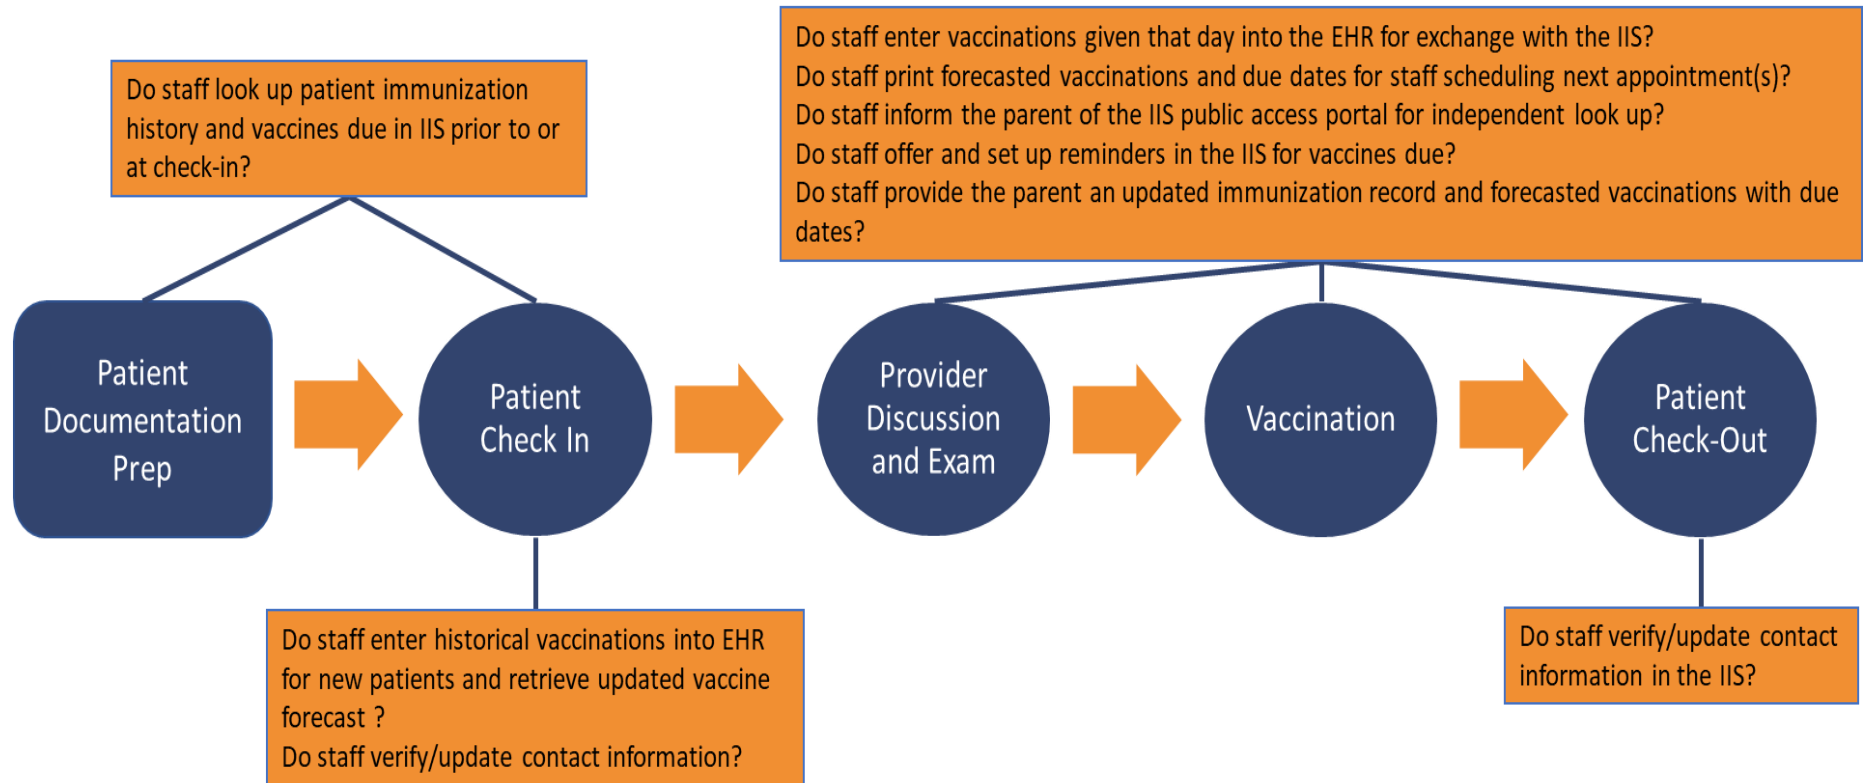 Do staff look up patient immunization
history and vaccines due in IIS prior to or
at check-in?
Do staff enter vaccinations given that day into the EHR for exchange with the IIS?
Do staff print forecasted vaccinations and due dates for staff scheduling next appointment(s)?
Do staff inform the parent of the IIS public access portal for independent look up?
Do staff offer and set up reminders in the IIS for vaccines due?
Do staff provide the parent an updated immunization record and forecasted vaccinations with due
dates?
Patient
Documentation
Prep
Patient
Check In
Provider
Discussion
and Exam
Vaccination
Patient
Check-Out
Do staff enter historical vaccinations into EHR
for new patients and retrieve updated vaccine
forecast ?
Do staff verify/update contact information?
Do staff verify/update contact
information in the IIS?